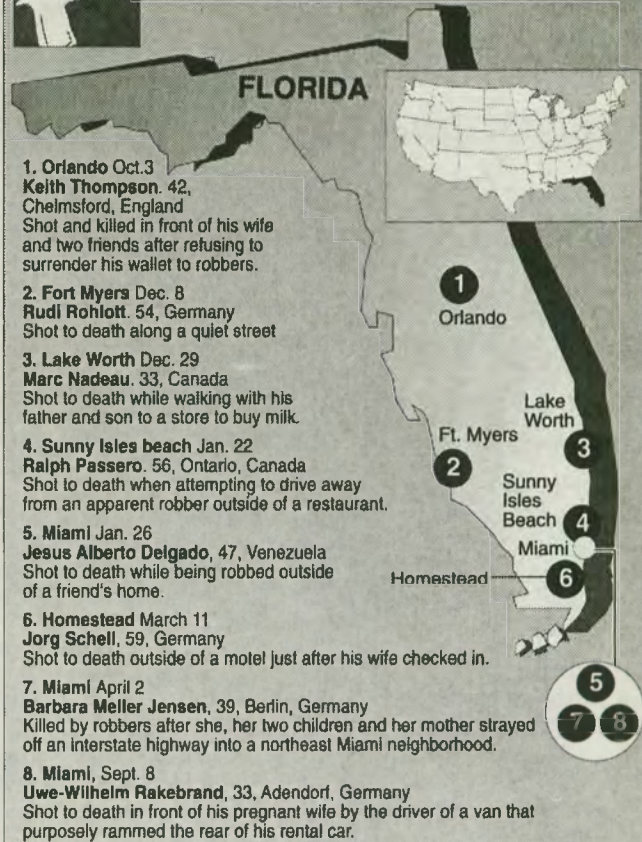 FLORIDA
1. Orlando Oct.3
Keith Thompson. 42,
Chelmsford, England
Shot and killed in front of his wife
and two friends after refusing to
surrender his wallet to robbers.
2. Fort Myers Dec. 8
Rudi Rohlott. 54, Germany
Shot to death along a quiet street
3. Lake Worth Dec. 29
Marc Nadeau. 33, Canada
Shot to death while walking with his
father and son to a store to buy milk.
4. Sunny Isles beach Jan. 22
Ralph Passero. 56, Ontario, Canada
Shot to death when attempting to drive away
from an apparent robber outside of a restaurant.
5. Miami Jan. 26
Jesus Alberto Delgado, 47, Venezuela
Shot to death while being robbed outside
of a friend's home.
6. Homestead March 11
Jorg Schell, 59, Germany
Shot to death outside of a motel just after his wife checked in.
7. Miami April 2
Barbara Meller Jensen, 39, Berlin, Germany
Killed by robbers after she, her two children and her mother strayed
off an interstate highway into a northeast Miami neighborhood.
8. Miami, Sept. 8
Uwe-Wilhelm Rakebrand, 33, Adendorf, Germany
Shot to death in front of his pregnant wife by the driver of a van that
purposely rammed the rear of his rental car.
1
Orlando
Lake
Worth
3
Ft. Myers
2
Sunny
Isles
Beach
4
Miami
Homestead
6
5
7 8